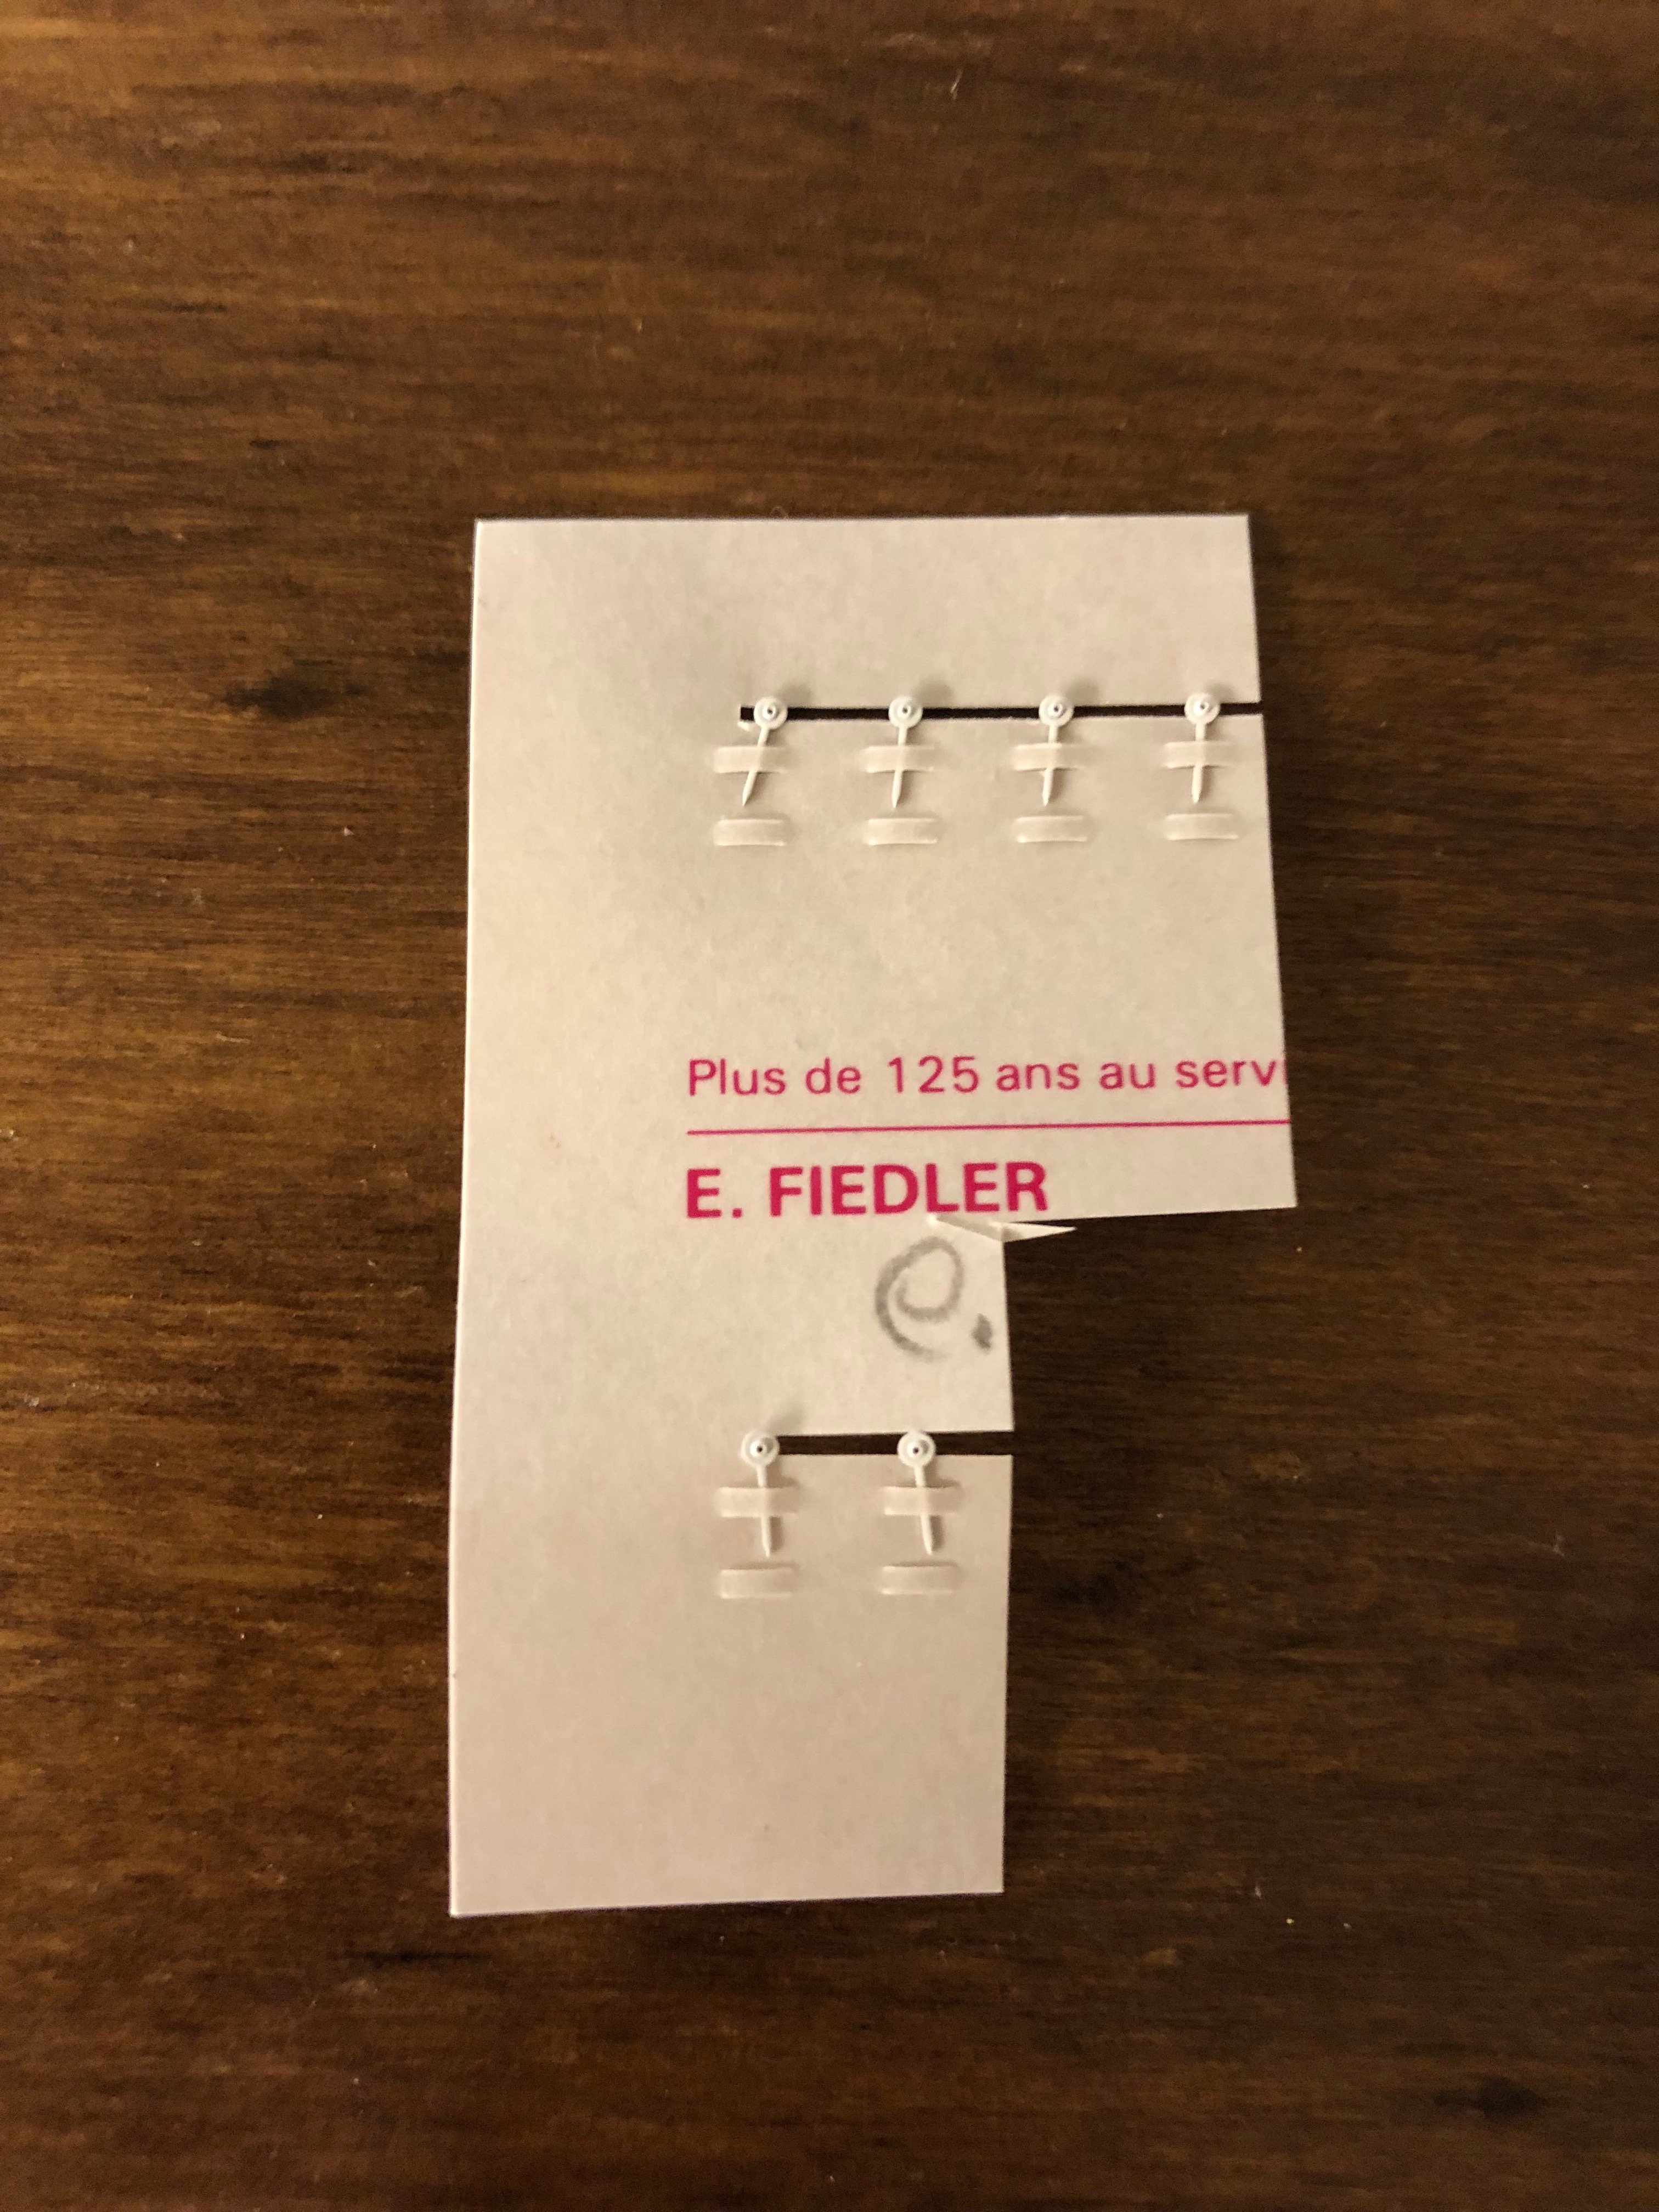 Plus de 125 ans au serv
E. FIEDLER
e.